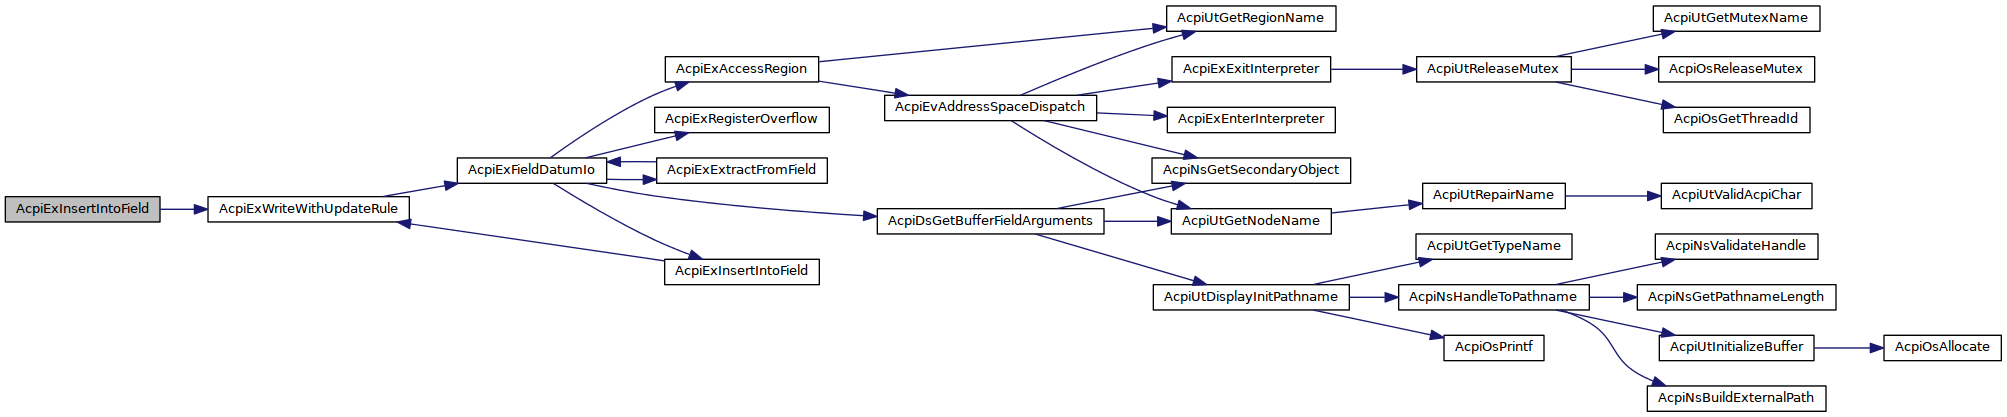 AcpiExInsertIntoField
AcpiExWriteWithUpdateRule
AcpiExFieldDatumIo
AcpiExAccessRegion
AcpiExRegisterOverflow
AcpiExExtractFromField
AcpiExInsertIntoField
AcpiEvAddressSpaceDispatch
AcpiDsGetBufferFieldArguments
AcpiUtGetRegionName
AcpiExExitInterpreter
AcpiExEnterInterpreter
AcpiNsGetSecondaryObject
AcpiUtGetNodeName
AcpiUtDisplayInitPathname
AcpiUtReleaseMutex
AcpiUtRepairName
AcpiUtGetTypeName
AcpiNsHandleToPathname
AcpiOsPrintf
AcpiUtGetMutexName
AcpiOsReleaseMutex
AcpiOsGetThreadId
AcpiUtValidAcpiChar
AcpiNsValidateHandle
AcpiNsGetPathnameLength
AcpiUtInitializeBuffer
AcpiNsBuildExternalPath
AcpiOsAllocate